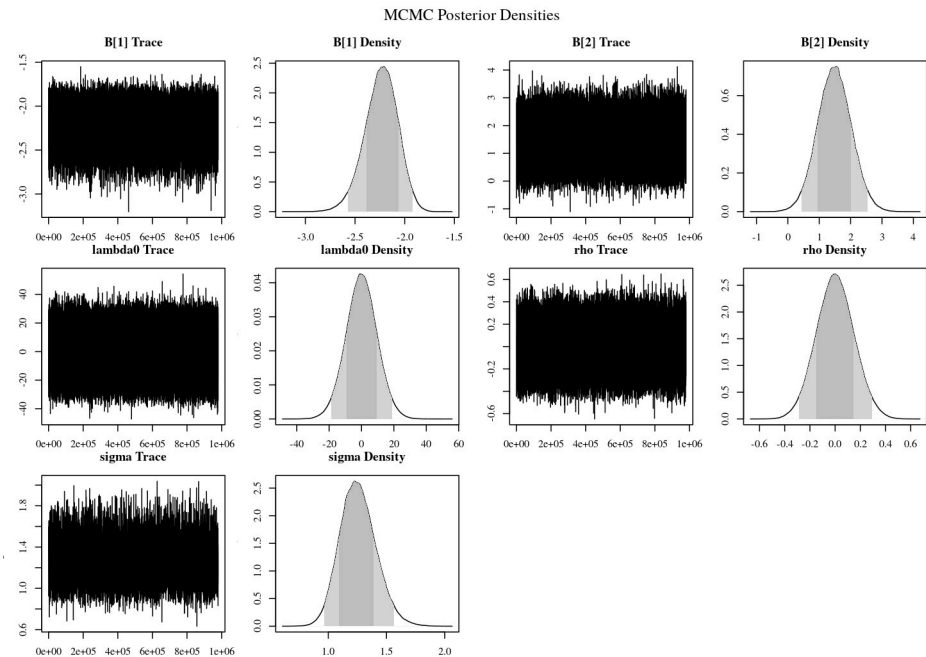 MCMC Posterior Densities
B[1] Trace B[1] Density B[2] Trace B[2] Density
-1.5 -2.0 -2.5 -3.0
0e+00 2e+05 4e+05 6e+05 8e+05 1e+06
2.5 2.0 1.5 1.0 0.5 0.0
-3.0 -2.5 -2.0 -1.5
4 3 2 1 0 -1
0e+00 2e+05 4e+05 6e+05 8e+05 1e+06
0.6 0.4 0.2 0.0
-1 0 1 2 3 4
lambda0 Trace lambda0 Density rho Trace rho Density
40 20 0 -20 -40
0e+00 2e+05 4e+05 6e+05 8e+05 1e+06
0.04 0.03 0.02 0.01 0.00
-40 -20 0 20 40 60
0.6 0.4 0.2 -0.2 -0.6
0e+00 2e+05 4e+05 6e+05 8e+05 1e+06
2.5 2.0 1.5 1.0 0.5 0.0
-0.6 -0.4 -0.2 0.0 0.2 0.4 0.6
sigma Trace sigma Density
1.8 1.4 1.0 0.6
0e+00 2e+05 4e+05 6e+05 8e+05 1e+06
2.5 2.0 1.5 1.0 0.5 0.0
1.0 1.5 2.0